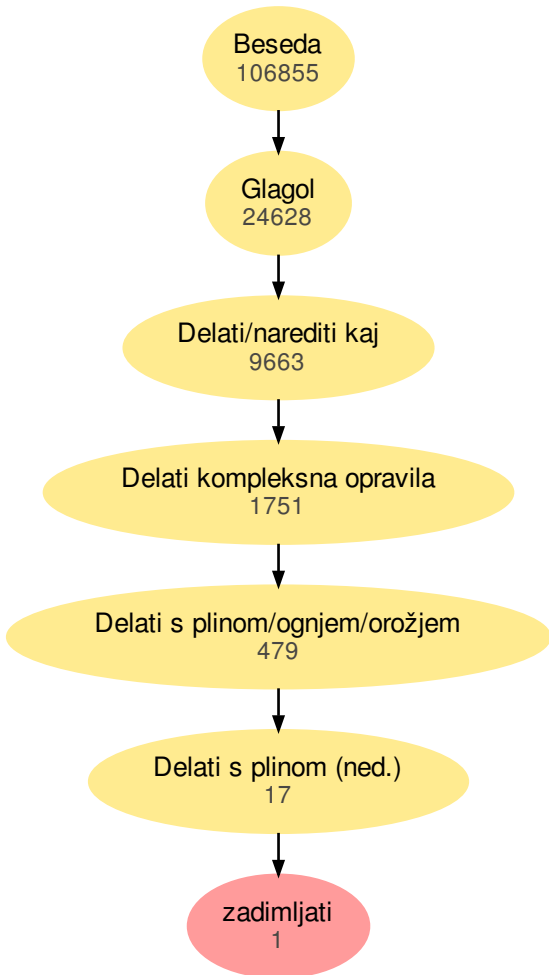 Beseda
106855
Glagol
24628
Delati/narediti kaj
9663
Delati kompleksna opravila
1751
Delati s plinom/ognjem/orožjem
479
Delati s plinom (ned.)
17
zadimljati
1